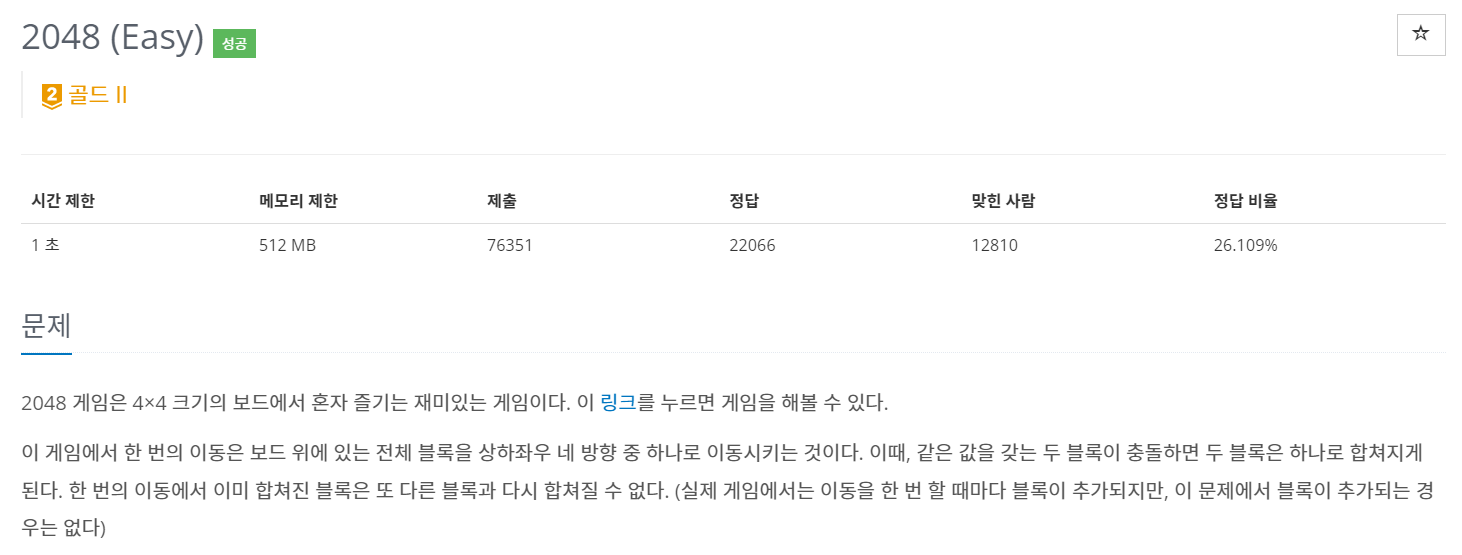 2048 (Easy) 성공
☆
2 골드 II
시간 제한 메모리 제한 제출 정답 맞힌 사람 정답 비율
1 초 512 MB 76351 22066 12810 26.109%
문제
2048 게임은 4×4 크기의 보드에서 혼자 즐기는 재미있는 게임이다. 이 링크를 누르면 게임을 해볼 수 있다.
이 게임에서 한 번의 이동은 보드 위에 있는 전체 블록을 상하좌우 네 방향 중 하나로 이동시키는 것이다. 이때, 같은 값을 갖는 두 블록이 충돌하면 두 블록은 하나로 합쳐지게
된다. 한 번의 이동에서 이미 합쳐진 블록은 또 다른 블록과 다시 합쳐질 수 없다. (실제 게임에서는 이동을 한 번 할 때마다 블록이 추가되지만, 이 문제에서 블록이 추가되는 경
우는 없다)